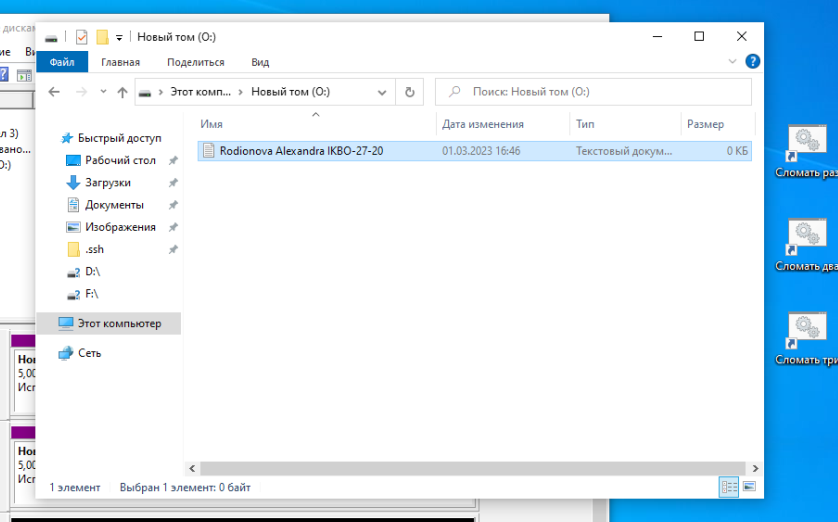 дискам
Новый том (O:)
ие Ви
Файл Главная Поделиться Вид
Этот комп... Новый том (O:)
Поиск: Новый том (O:)
Имя Дата изменения Тип Размер
л 3)
Быстрый доступ
Rodionova Alexandra IKBO-27-20 01.03.2023 16:46 Текстовый докум... 0 КБ
вано...
Рабочий стол
O:)
Загрузки
Документы
Изображения
.ssh
D:\
F:\
Этот компьютер
Сеть
Нов
5,00
Исп
Нов
5,00
Исп
1 элемент Выбран 1 элемент: 0 байт
Сломать раз
Сломать два
Сломать три